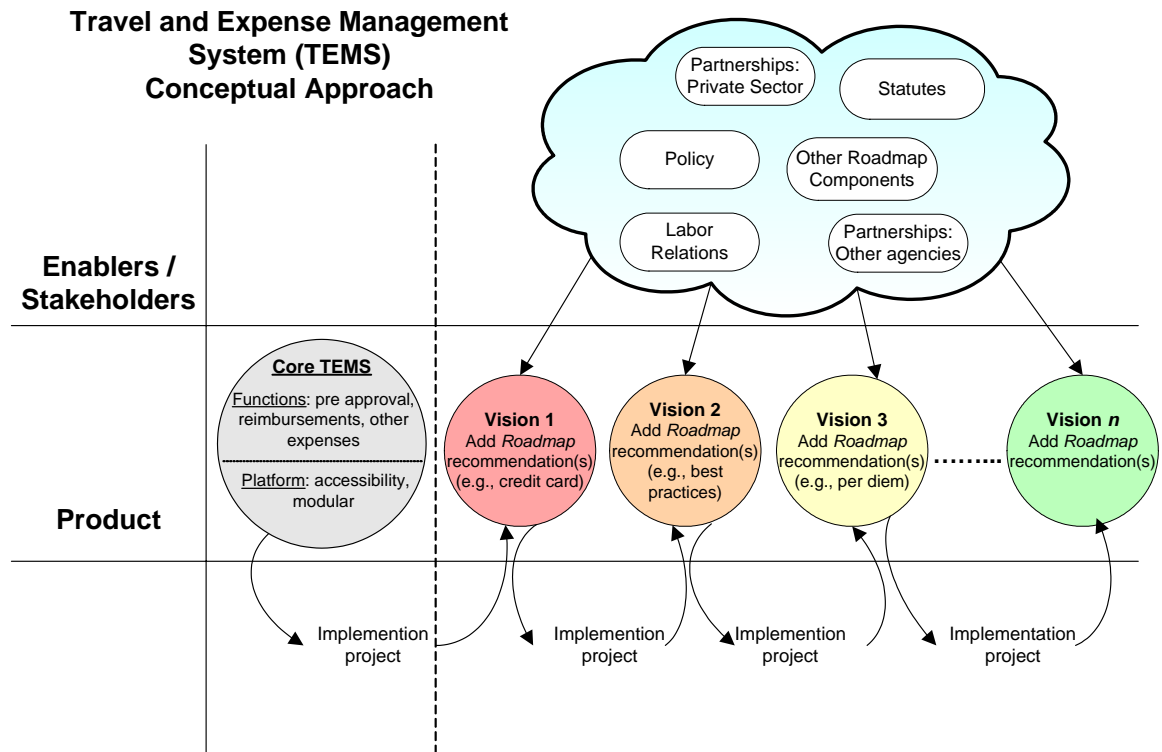 Travel and Expense Management
System (TEMS)
Conceptual Approach
Partnerships:
Private Sector
Statutes
Policy
Other Roadmap
Components
Labor
Relations
Partnerships:
Other agencies
Enablers /
Stakeholders
Core TEMS
Functions: pre approval,
reimbursements, other
expenses
Platform: accessibility,
modular
Vision 1
Add Roadmap
recommendation(s)
(e.g., credit card)
Vision 2
Add Roadmap
recommendation(s)
(e.g., best
practices)
Vision 3
Add Roadmap
recommendation(s)
(e.g., per diem)
Vision n
Add Roadmap
recommendation(s)
Product
Implemention
project
Implemention
project
Implemention
project
Implementation
project